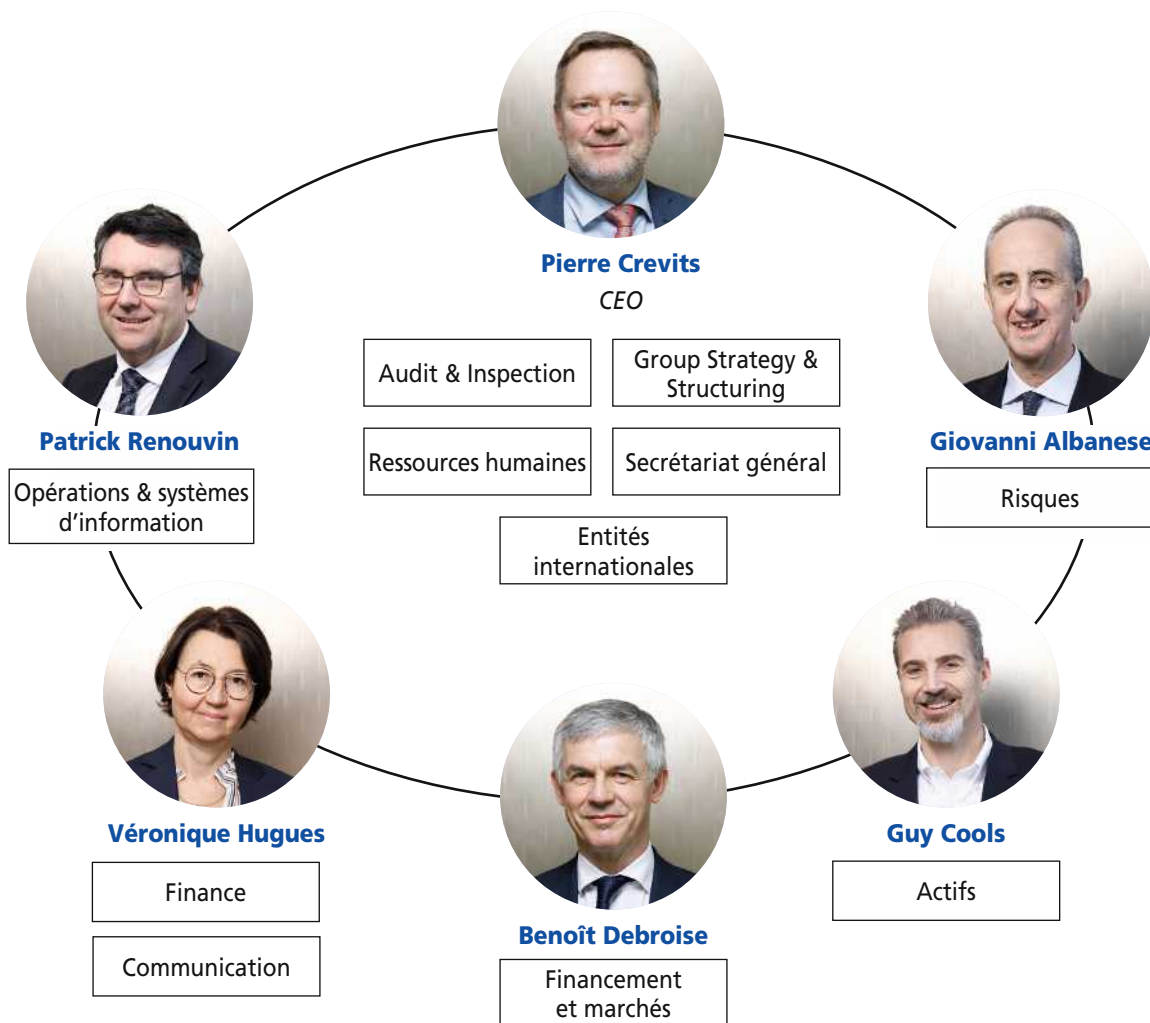 Pierre Crevits
CEO
Audit & Inspection
Group Strategy &
Structuring
Patrick Renouvin
Giovanni Albanese
Ressources humaines
Secrétariat général
Opérations & systèmes
d’information
Risques
Entités
internationales
Véronique Hugues
Guy Cools
Finance
Actifs
Benoît Debroise
Communication
Financement
et marchés